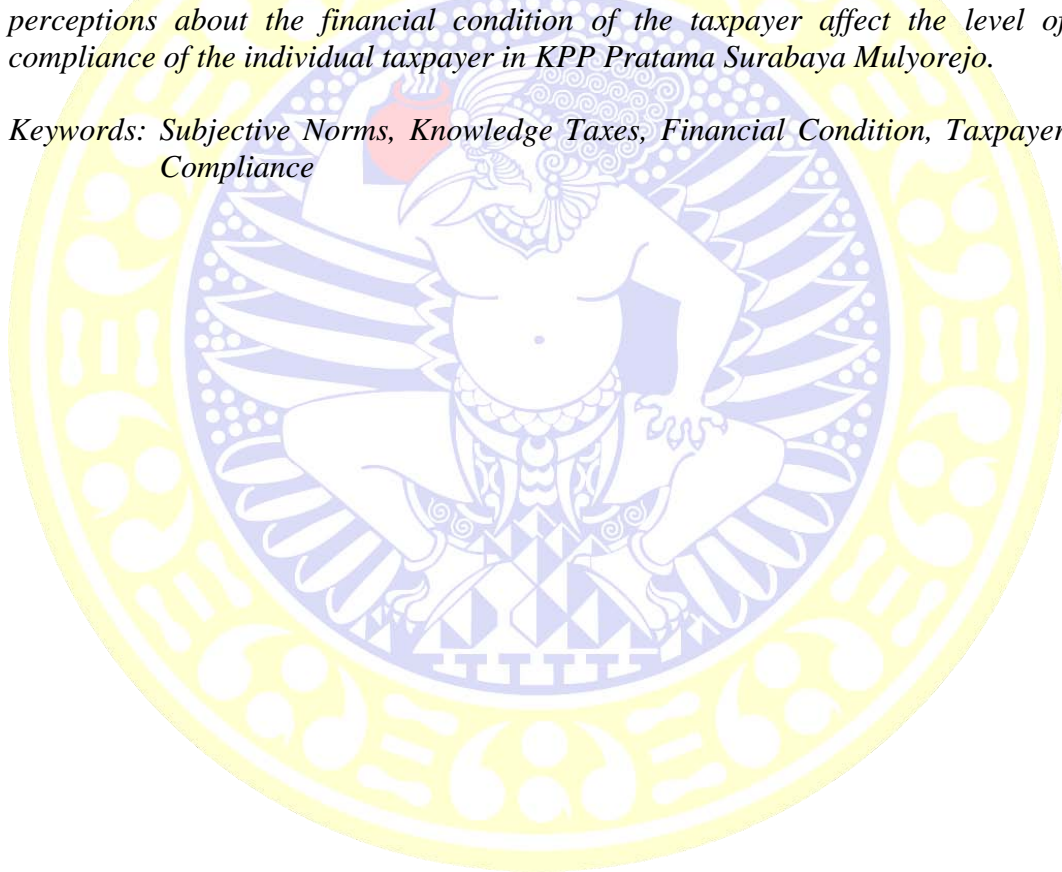 perceptions about the financial condition of the taxpayer affect the level of
compliance of the individual taxpayer in KPP Pratama Surabaya Mulyorejo.
Keywords: Subjective Norms, Knowledge Taxes, Financial Condition, Taxpayer
Compliance